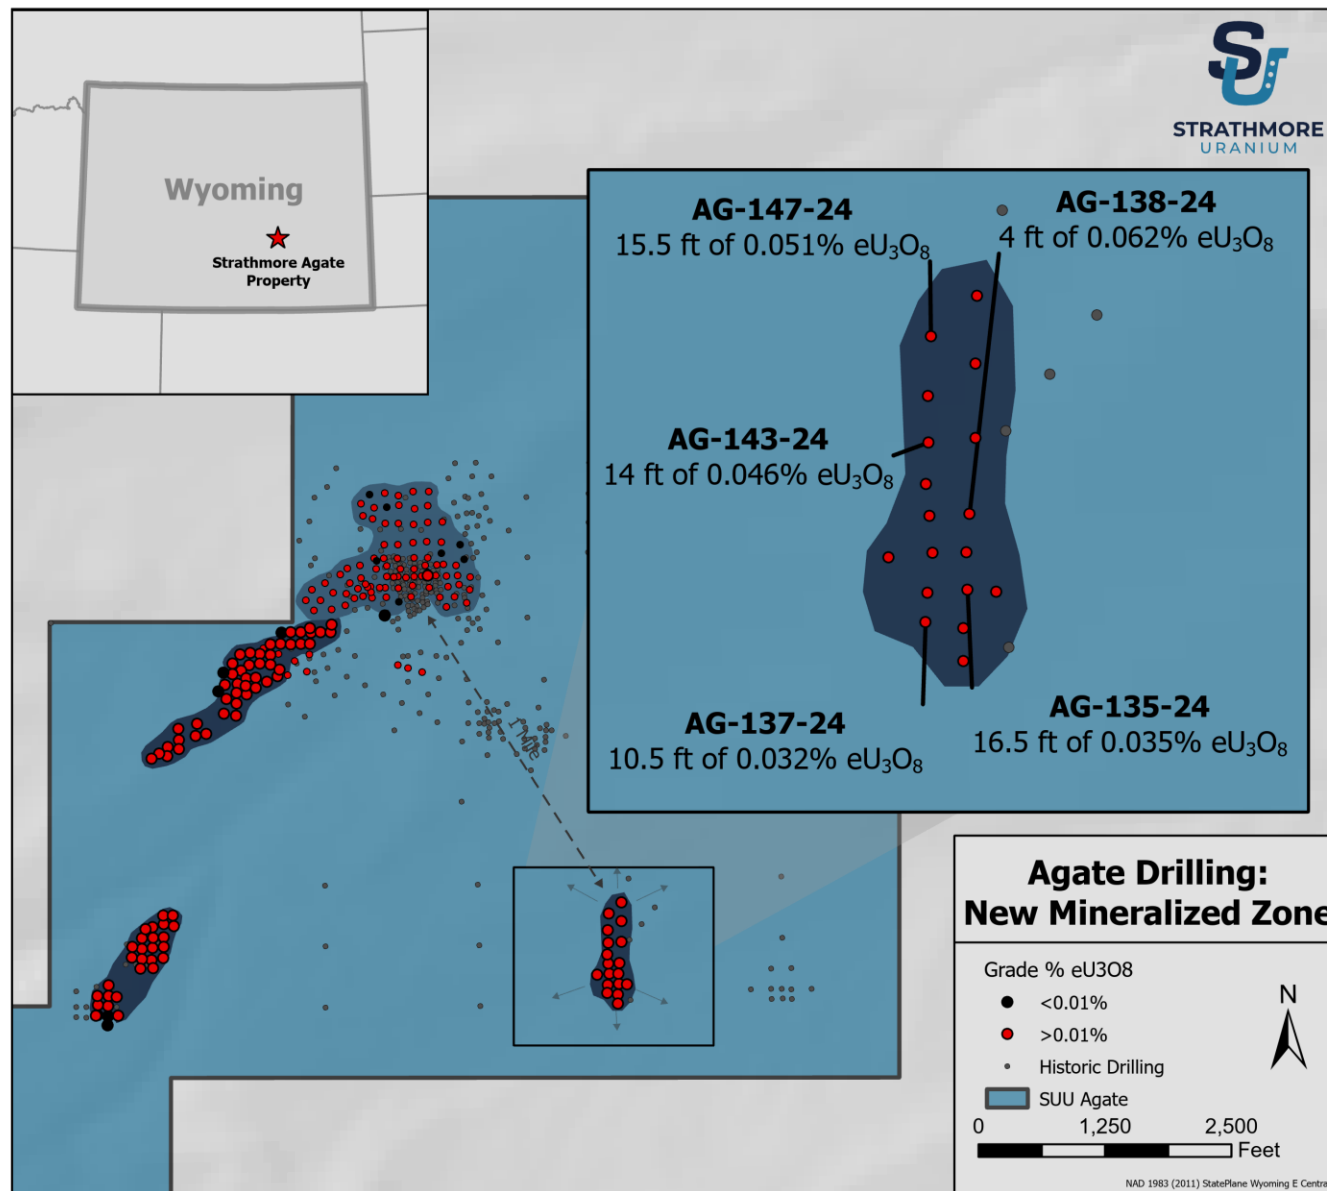 STRATHMORE
URANIUM
Wyoming
Strathmore Agate
Property
AG-147-24
15.5 ft of 0.051% eU₃O₈
AG-138-24
4 ft of 0.062% eU₃O₈
AG-143-24
14 ft of 0.046% eU₃O₈
AG-137-24
10.5 ft of 0.032% eU₃O₈
AG-135-24
16.5 ft of 0.035% eU₃O₈
1 Mile
Agate Drilling:
New Mineralized Zone
Grade % eU3O8
<0.01%
>0.01%
Historic Drilling
SUU Agate
N
0 1,250 2,500
Feet
NAD 1983 (2011) StatePlane Wyoming E Centra